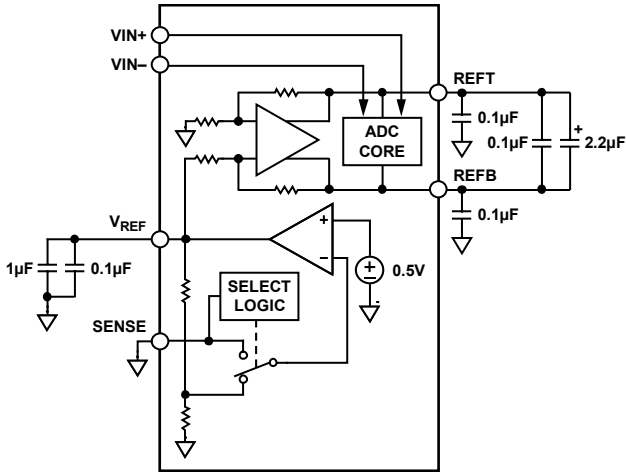 VIN+
VIN–
REFT
0.1µF
ADC
CORE
0.1µF
+
2.2µF
REFB
0.1µF
VREF
+
–
0.5V
1µF
0.1µF
SELECT
LOGIC
SENSE